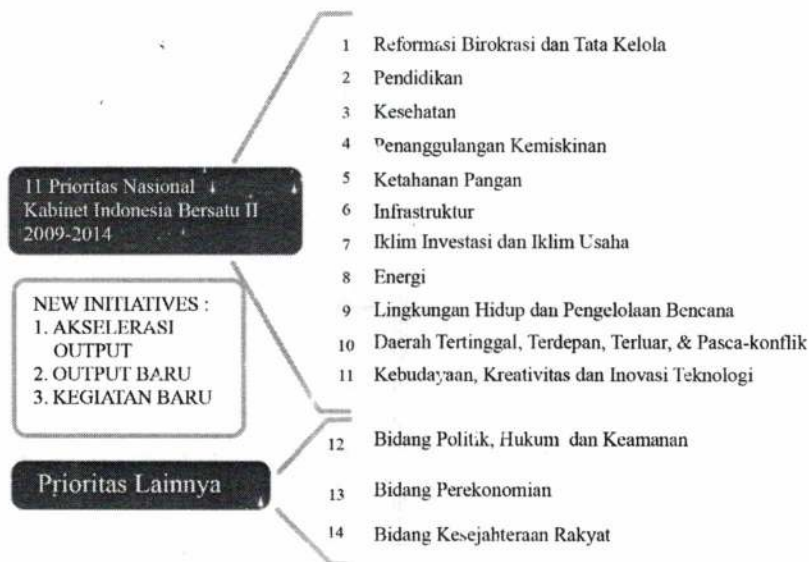 1 Reformasi Birokrasi dan Tata Kelola
2 Pendidikan
3 Kesehatan
4 Penanggulangan Kemiskinan
5 Ketahanan Pangan
6 Infrastruktur
7 Iklim Investasi dan Iklim Usaha
8 Energi
9 Lingkungan Hidup dan Pengelolaan Bencana
10 Daerah Tertinggal, Terdepan, Terluar, & Pasca-konflik
11 Kebudayaan, Kreativitas dan Inovasi Teknologi
11 Prioritas Nasional
Kabinet Indonesia Bersatu II
2009-2014
NEW INITIATIVES :
1. AKSELERASI
OUTPUT
2. OUTPUT BARU
3. KEGIATAN BARU
Prioritas Lainnya
12 Bidang Politik, Hukum dan Keamanan
13 Bidang Perekonomian
14 Bidang Kesejahteraan Rakyat